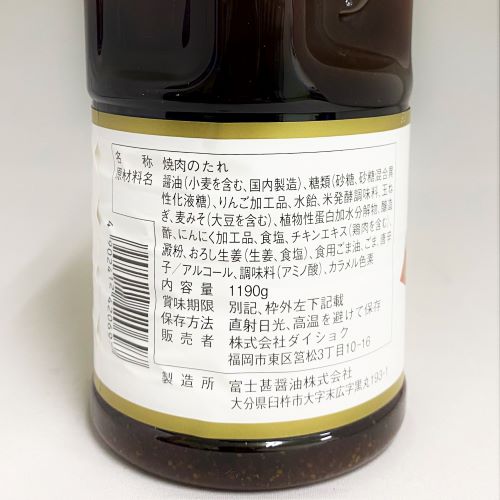 名称 焼肉のたれ
原材料名 醤油(小麦を含む、国内製造)、糖類(砂糖、砂糖混合異
性化液糖)、りんご加工品、水飴、米発酵調味料、玉ね
ぎ、麦みそ(大豆を含む)、植物性蛋白加水分解物、醸造
酢、にんにく加工品、食塩、チキンエキス(鶏肉を含む)、
澱粉、おろし生姜(生姜、食塩)、食用ごま油、ごま、唐辛
子/アルコール、調味料(アミノ酸)、カラメル色素
内容量 1190g
賞味期限 別記、枠外左下記載
保存方法 直射日光、高温を避けて保存
販売者 株式会社ダイショク
福岡市東区筥松3丁目10-16
製造所 富士甚醤油株式会社
大分県臼杵市大字末広字黒丸193-1